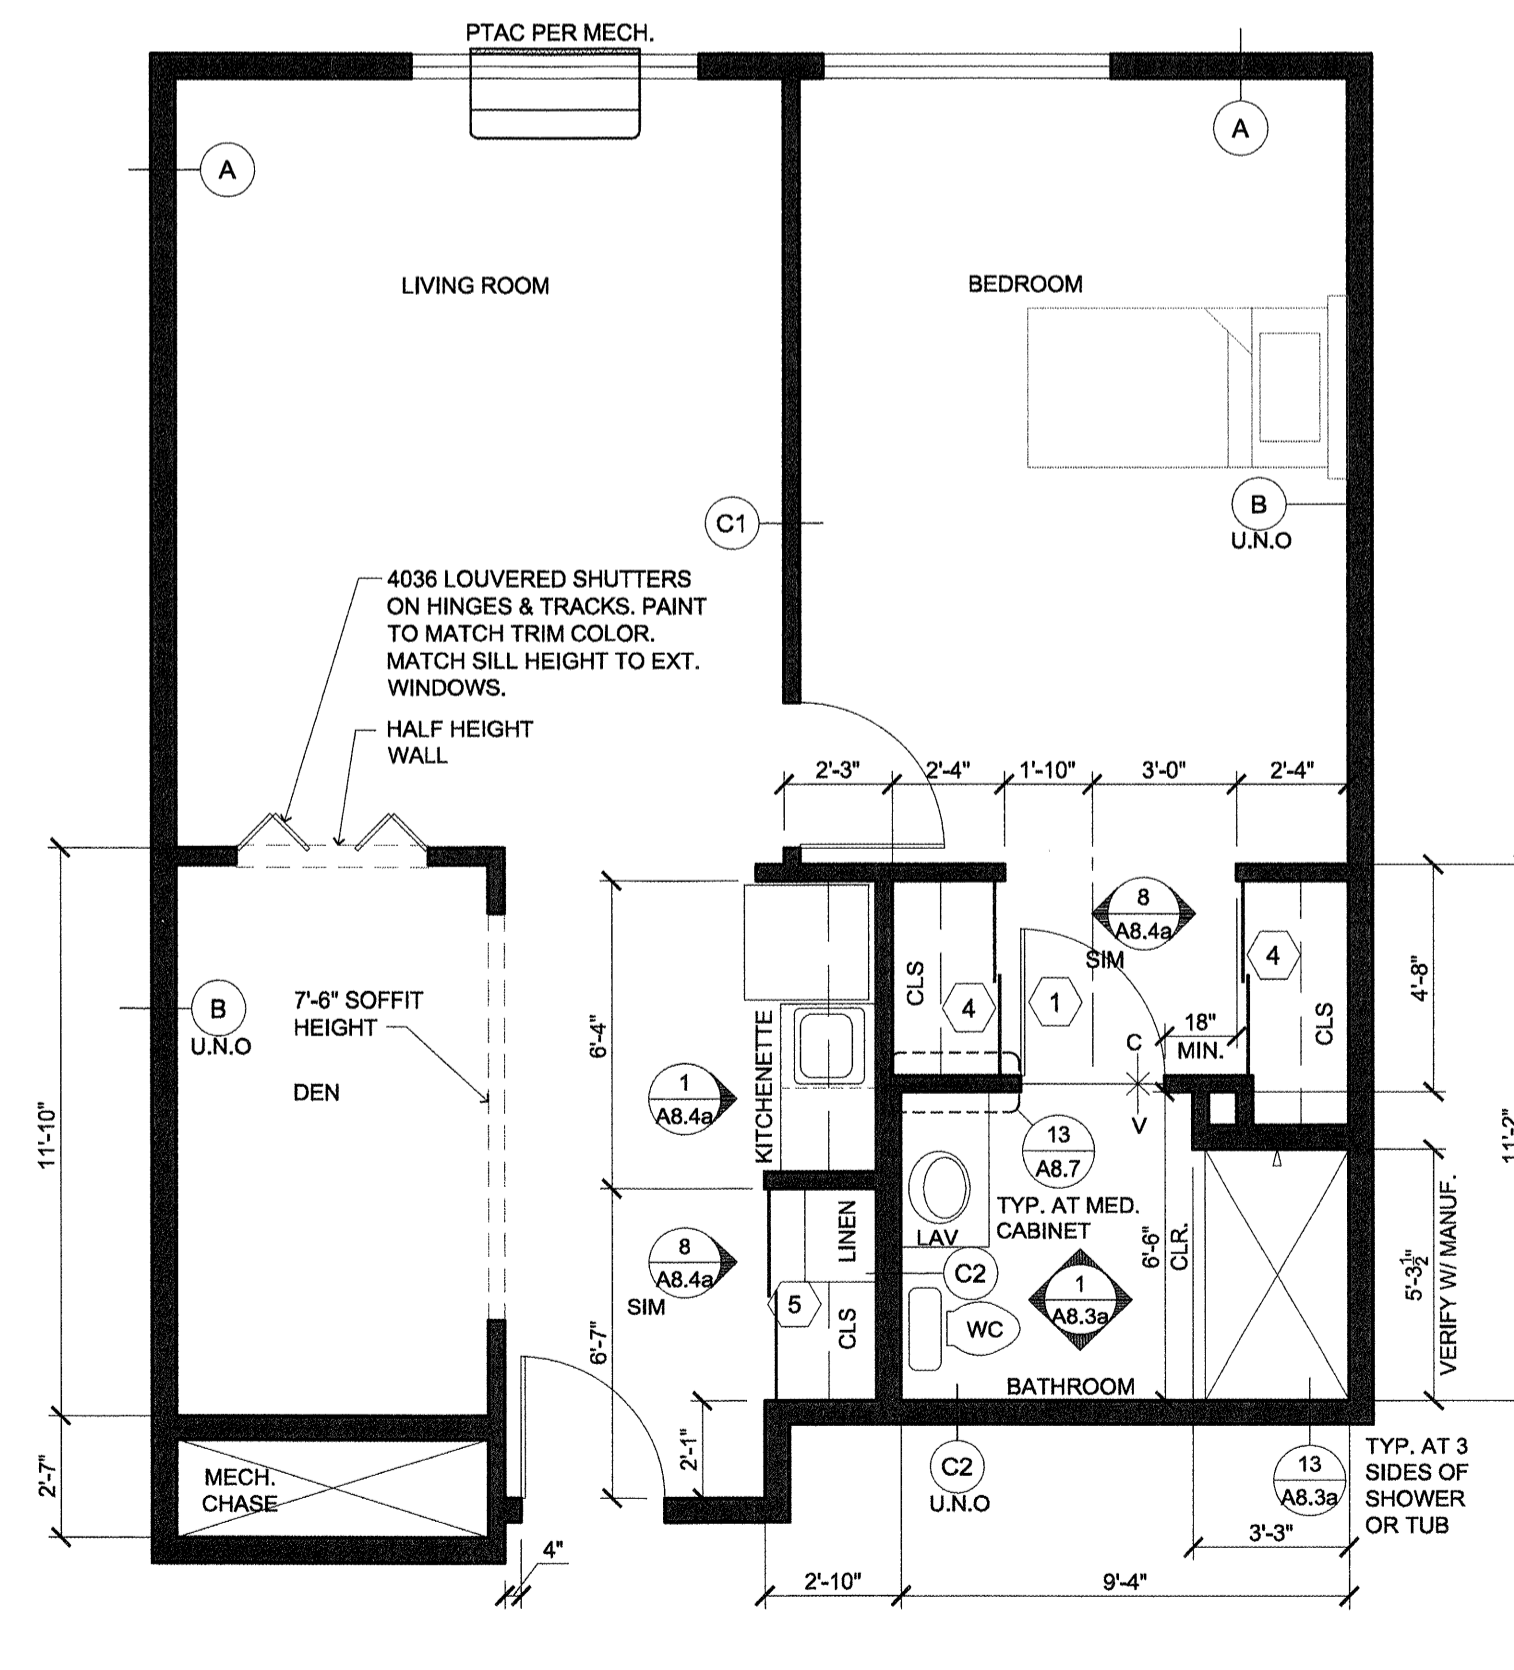 PTAC PER MECH.
A
A
LIVING ROOM
BEDROOM
C1
B
U.N.O
4036 LOUVERED SHUTTERS
ON HINGES & TRACKS. PAINT
TO MATCH TRIM COLOR.
MATCH SILL HEIGHT TO EXT.
WINDOWS.
HALF HEIGHT
WALL
2'-3"
2'-4"
1'-10"
3'-0"
2'-4"
8
A8.4a
SIM
4
CLS
4
1
CLS
4'-8"
18"
MIN.
C
V
B
U.N.O
7'-6" SOFFIT
HEIGHT
DEN
6'-4"
KITCHENETTE
1
A8.4a
11'-10"
11'-2"
13
A8.7
TYP. AT MED.
CABINET
LAV
LINEN
8
A8.4a
SIM
C2
6'-6"
CLR.
5'-3½"
VERIFY W/ MANUF.
5
CLS
WC
1
A8.3a
6'-7"
BATHROOM
2'-1"
2'-7"
MECH.
CHASE
C2
U.N.O
13
A8.3a
TYP. AT 3
SIDES OF
SHOWER
OR TUB
3'-3"
4"
2'-10"
9'-4"